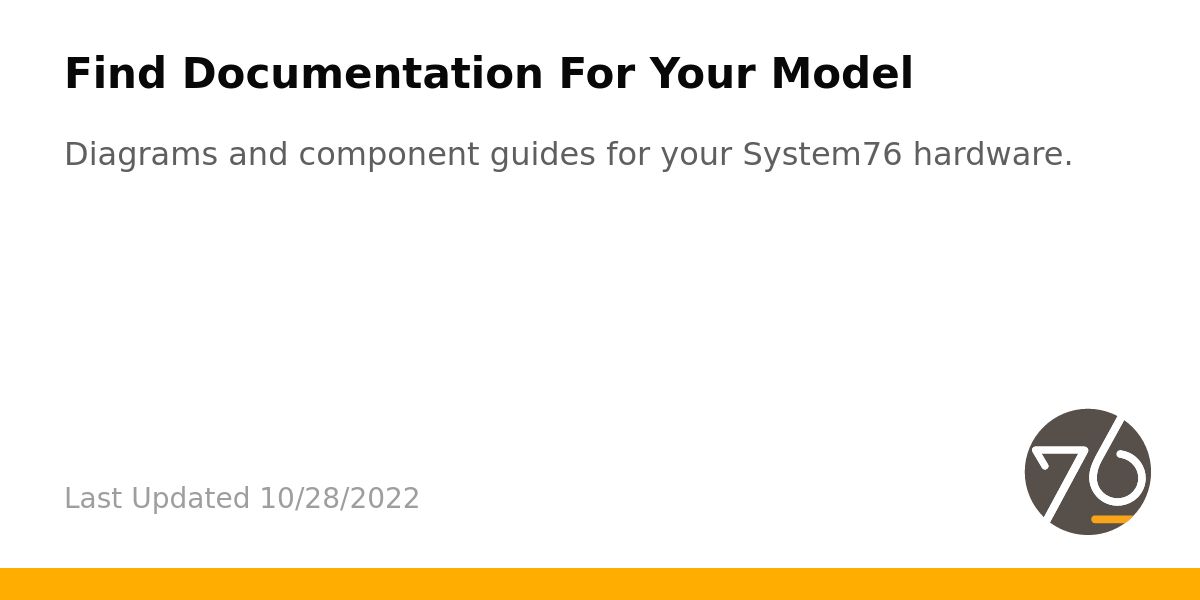 Find Documentation For Your Model
Diagrams and component guides for your System76 hardware.
Last Updated 10/28/2022
76